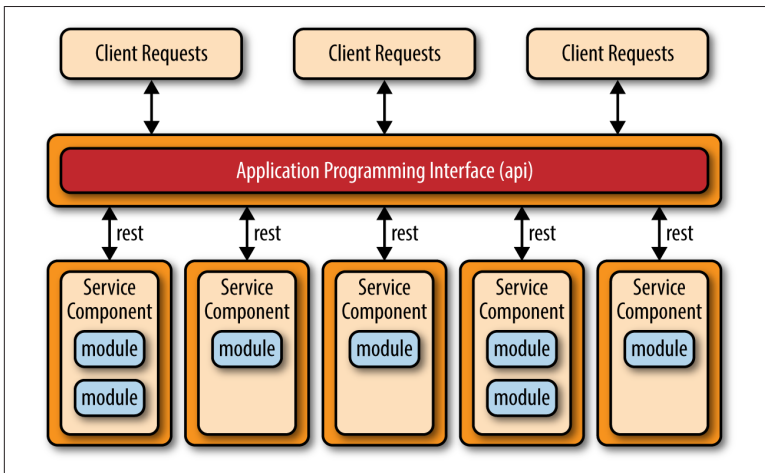 Client Requests
Client Requests
Client Requests
Application Programming Interface (api)
rest
rest
rest
rest
rest
Service
Component
module
module
Service
Component
module
Service
Component
module
Service
Component
module
module
Service
Component
module